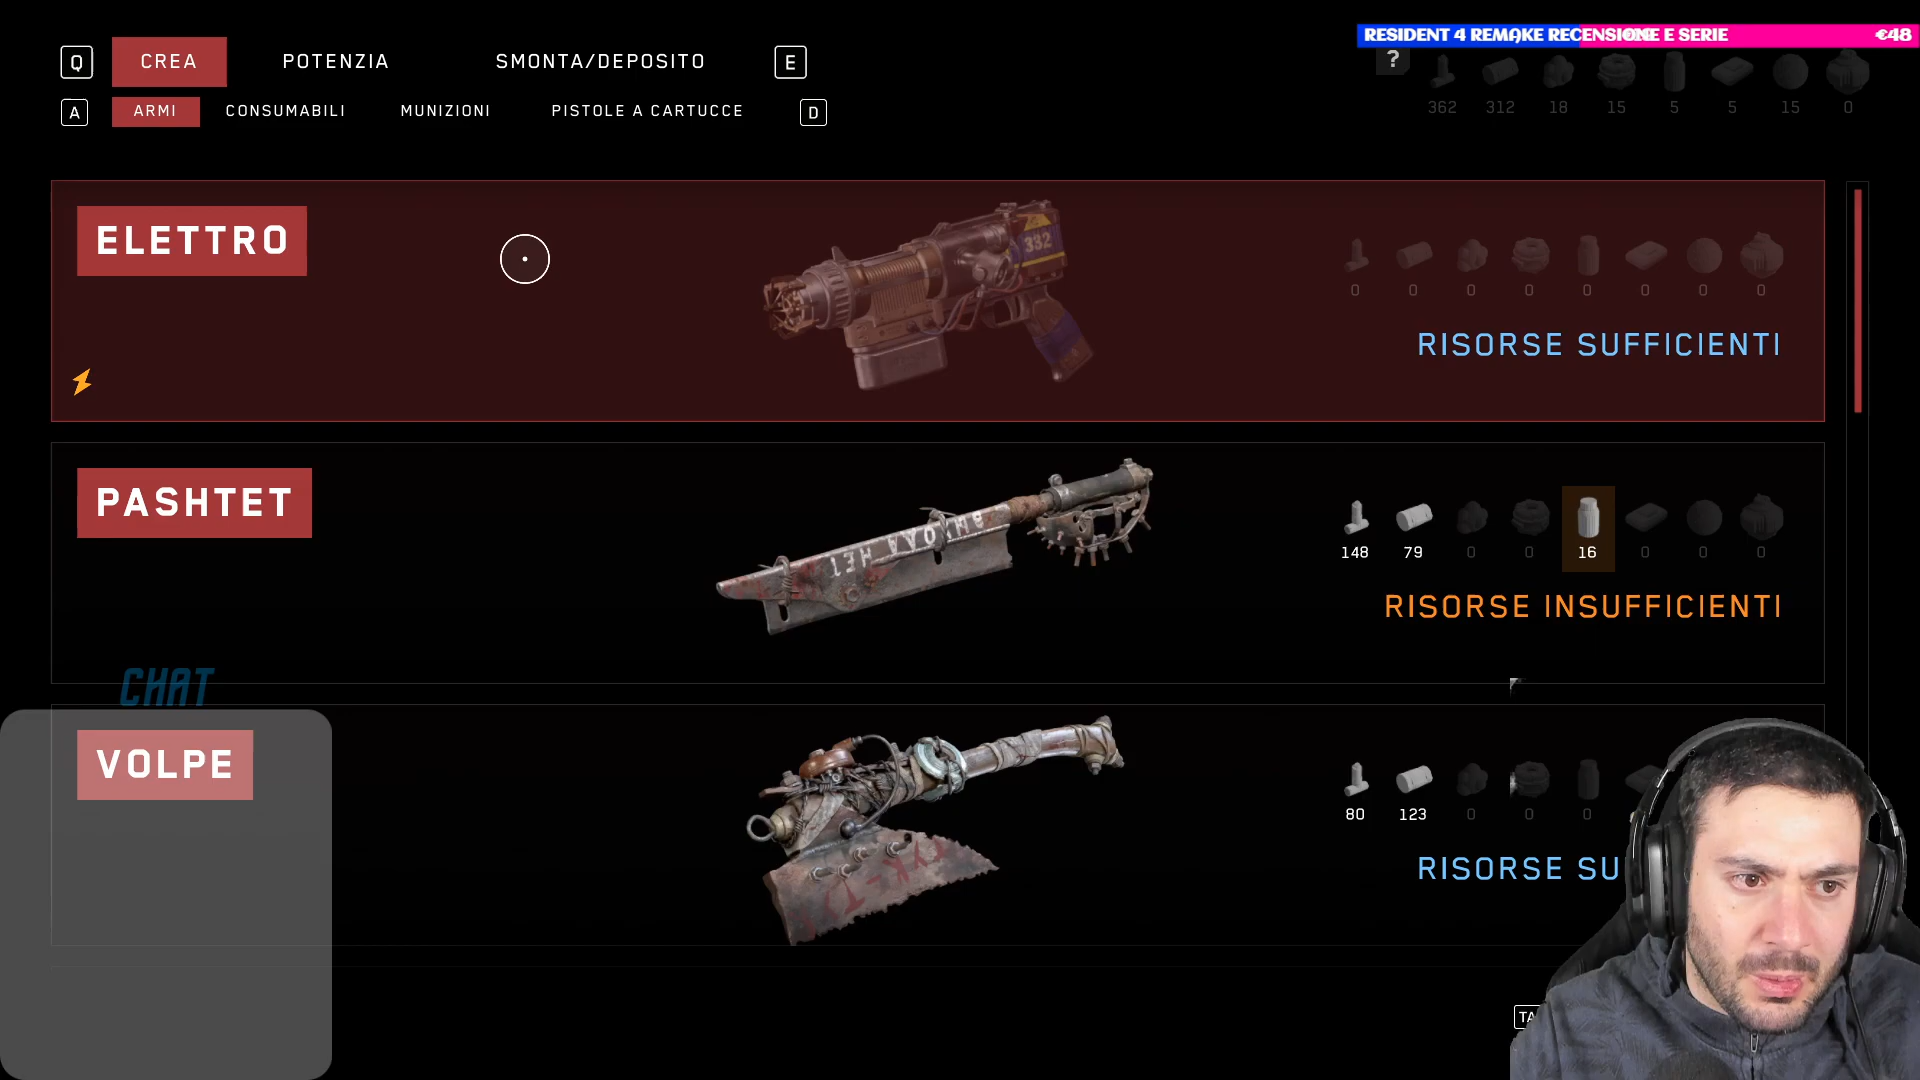 Q CREA POTENZIA SMONTA/DEPOSITO E
RESIDENT 4 REMAKE RECENSIONE E SERIE €48
?
A ARMI CONSUMABILI MUNIZIONI PISTOLE A CARTUCCE D
362 312 18 15 5 5 15 0
ELETTRO
332
0 0 0 0 0 0 0 0
RISORSE SUFFICIENTI
PASHTET
148 79 0 0 16 0 0 0
RISORSE INSUFFICIENTI
CHAT
VOLPE
80 123 0 0 0
RISORSE SU
TA